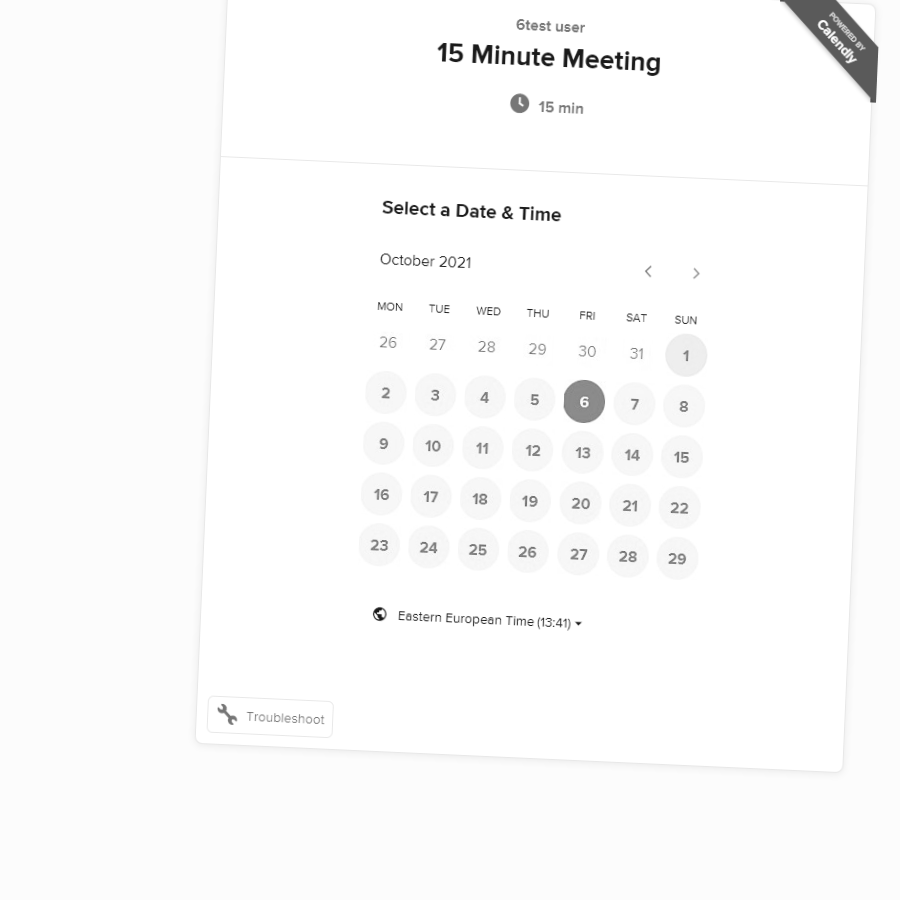 6test user
15 Minute Meeting
15 min
POWERED BY
Calendly
Select a Date & Time
October 2021
MON TUE WED THU FRI SAT SUN
26 27 28 29 30 31 1
2 3 4 5 6 7 8
9 10 11 12 13 14 15
16 17 18 19 20 21 22
23 24 25 26 27 28 29
Eastern European Time (13:41)
Troubleshoot